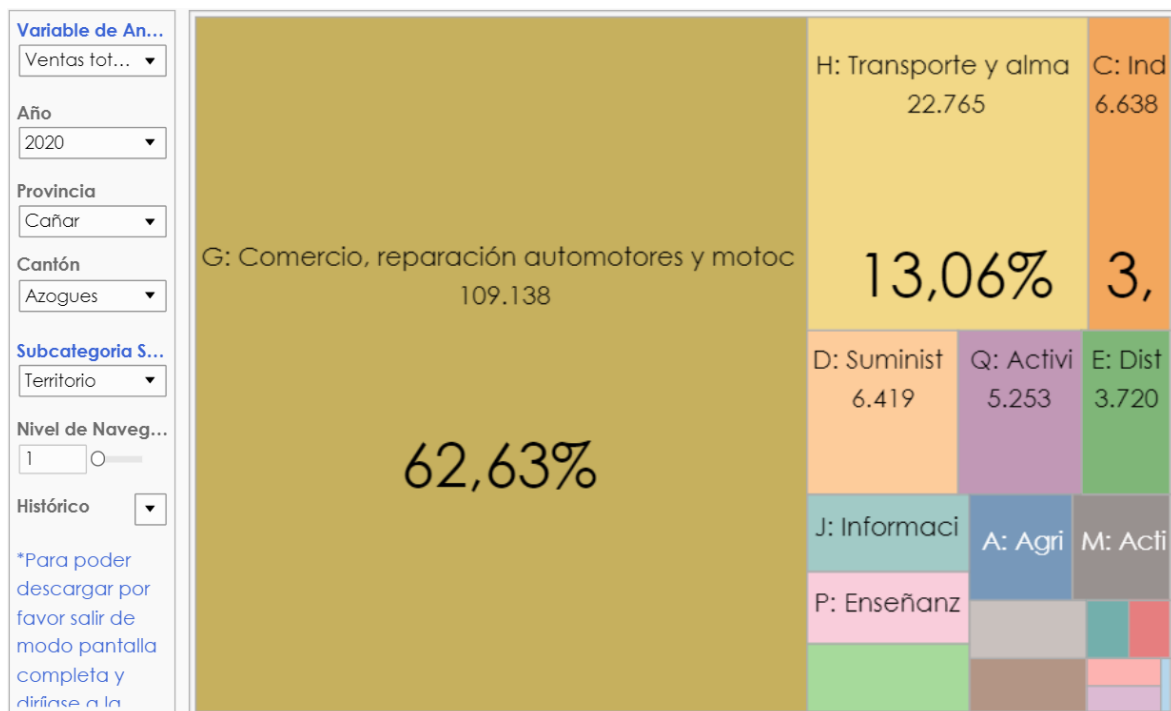 Variable de An...
Ventas tot...
Año
2020
Provincia
Cañar
Cantón
Azogues
Subcategoria S...
Territorio
Nivel de Naveg...
1
Histórico
*Para poder
descargar por
favor salir de
modo pantalla
completa y
diríjase a la
G: Comercio, reparación automotores y motoc
109.138
62,63%
H: Transporte y alma
22.765
13,06%
C: Ind
6.638
3,
D: Suminist
6.419
Q: Activi
5.253
E: Dist
3.720
J: Informaci
A: Agri
M: Acti
P: Enseñanz